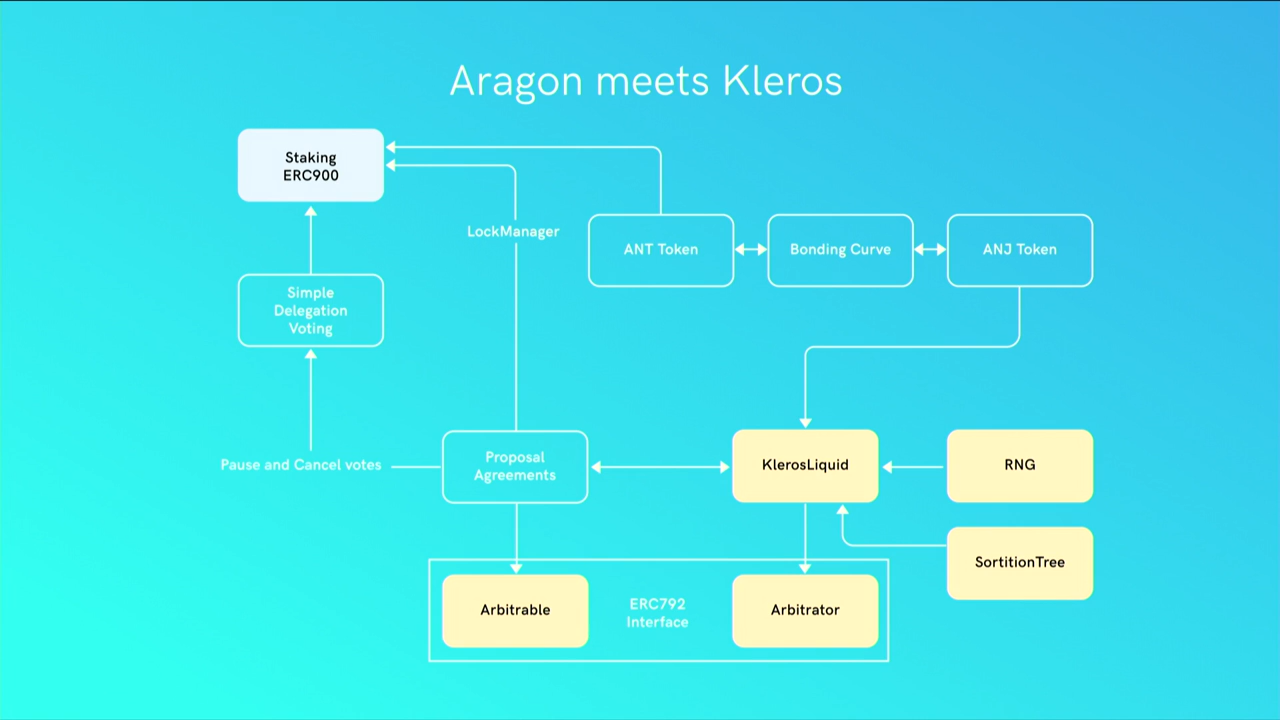 Aragon meets Kleros
Staking
ERC900
LockManager
ANT Token
Bonding Curve
ANJ Token
Simple
Delegation
Voting
Pause and Cancel votes
Proposal
Agreements
KlerosLiquid
RNG
SortitionTree
Arbitrable
ERC792
Interface
Arbitrator